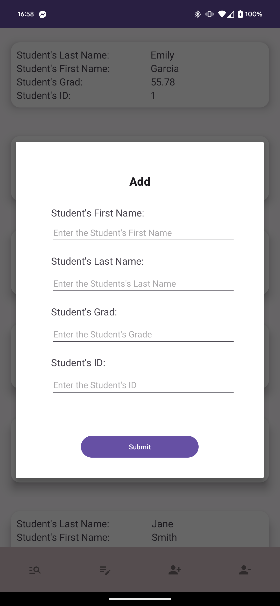 16:58
100%
Student's Last Name: Emily
Student's First Name: Garcia
Student's Grad: 55.78
Student's ID: 1
Add
Student's First Name:
Enter the Student's First Name
Student's Last Name:
Enter the Students's Last Name
Student's Grad:
Enter the Student's Grade
Student's ID:
Enter the Student's ID
Submit
Student's Last Name: Jane
Student's First Name: Smith